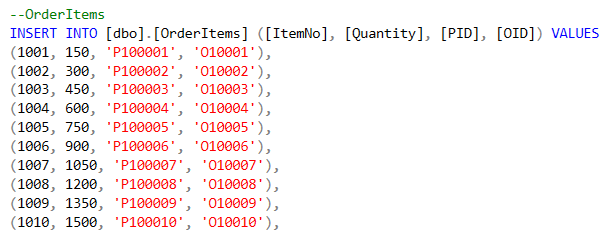 --OrderItems
INSERT INTO [dbo].[OrderItems] ([ItemNo], [Quantity], [PID], [OID]) VALUES
(1001, 150, 'P100001', 'O10001'),
(1002, 300, 'P100002', 'O10002'),
(1003, 450, 'P100003', 'O10003'),
(1004, 600, 'P100004', 'O10004'),
(1005, 750, 'P100005', 'O10005'),
(1006, 900, 'P100006', 'O10006'),
(1007, 1050, 'P100007', 'O10007'),
(1008, 1200, 'P100008', 'O10008'),
(1009, 1350, 'P100009', 'O10009'),
(1010, 1500, 'P100010', 'O10010'),